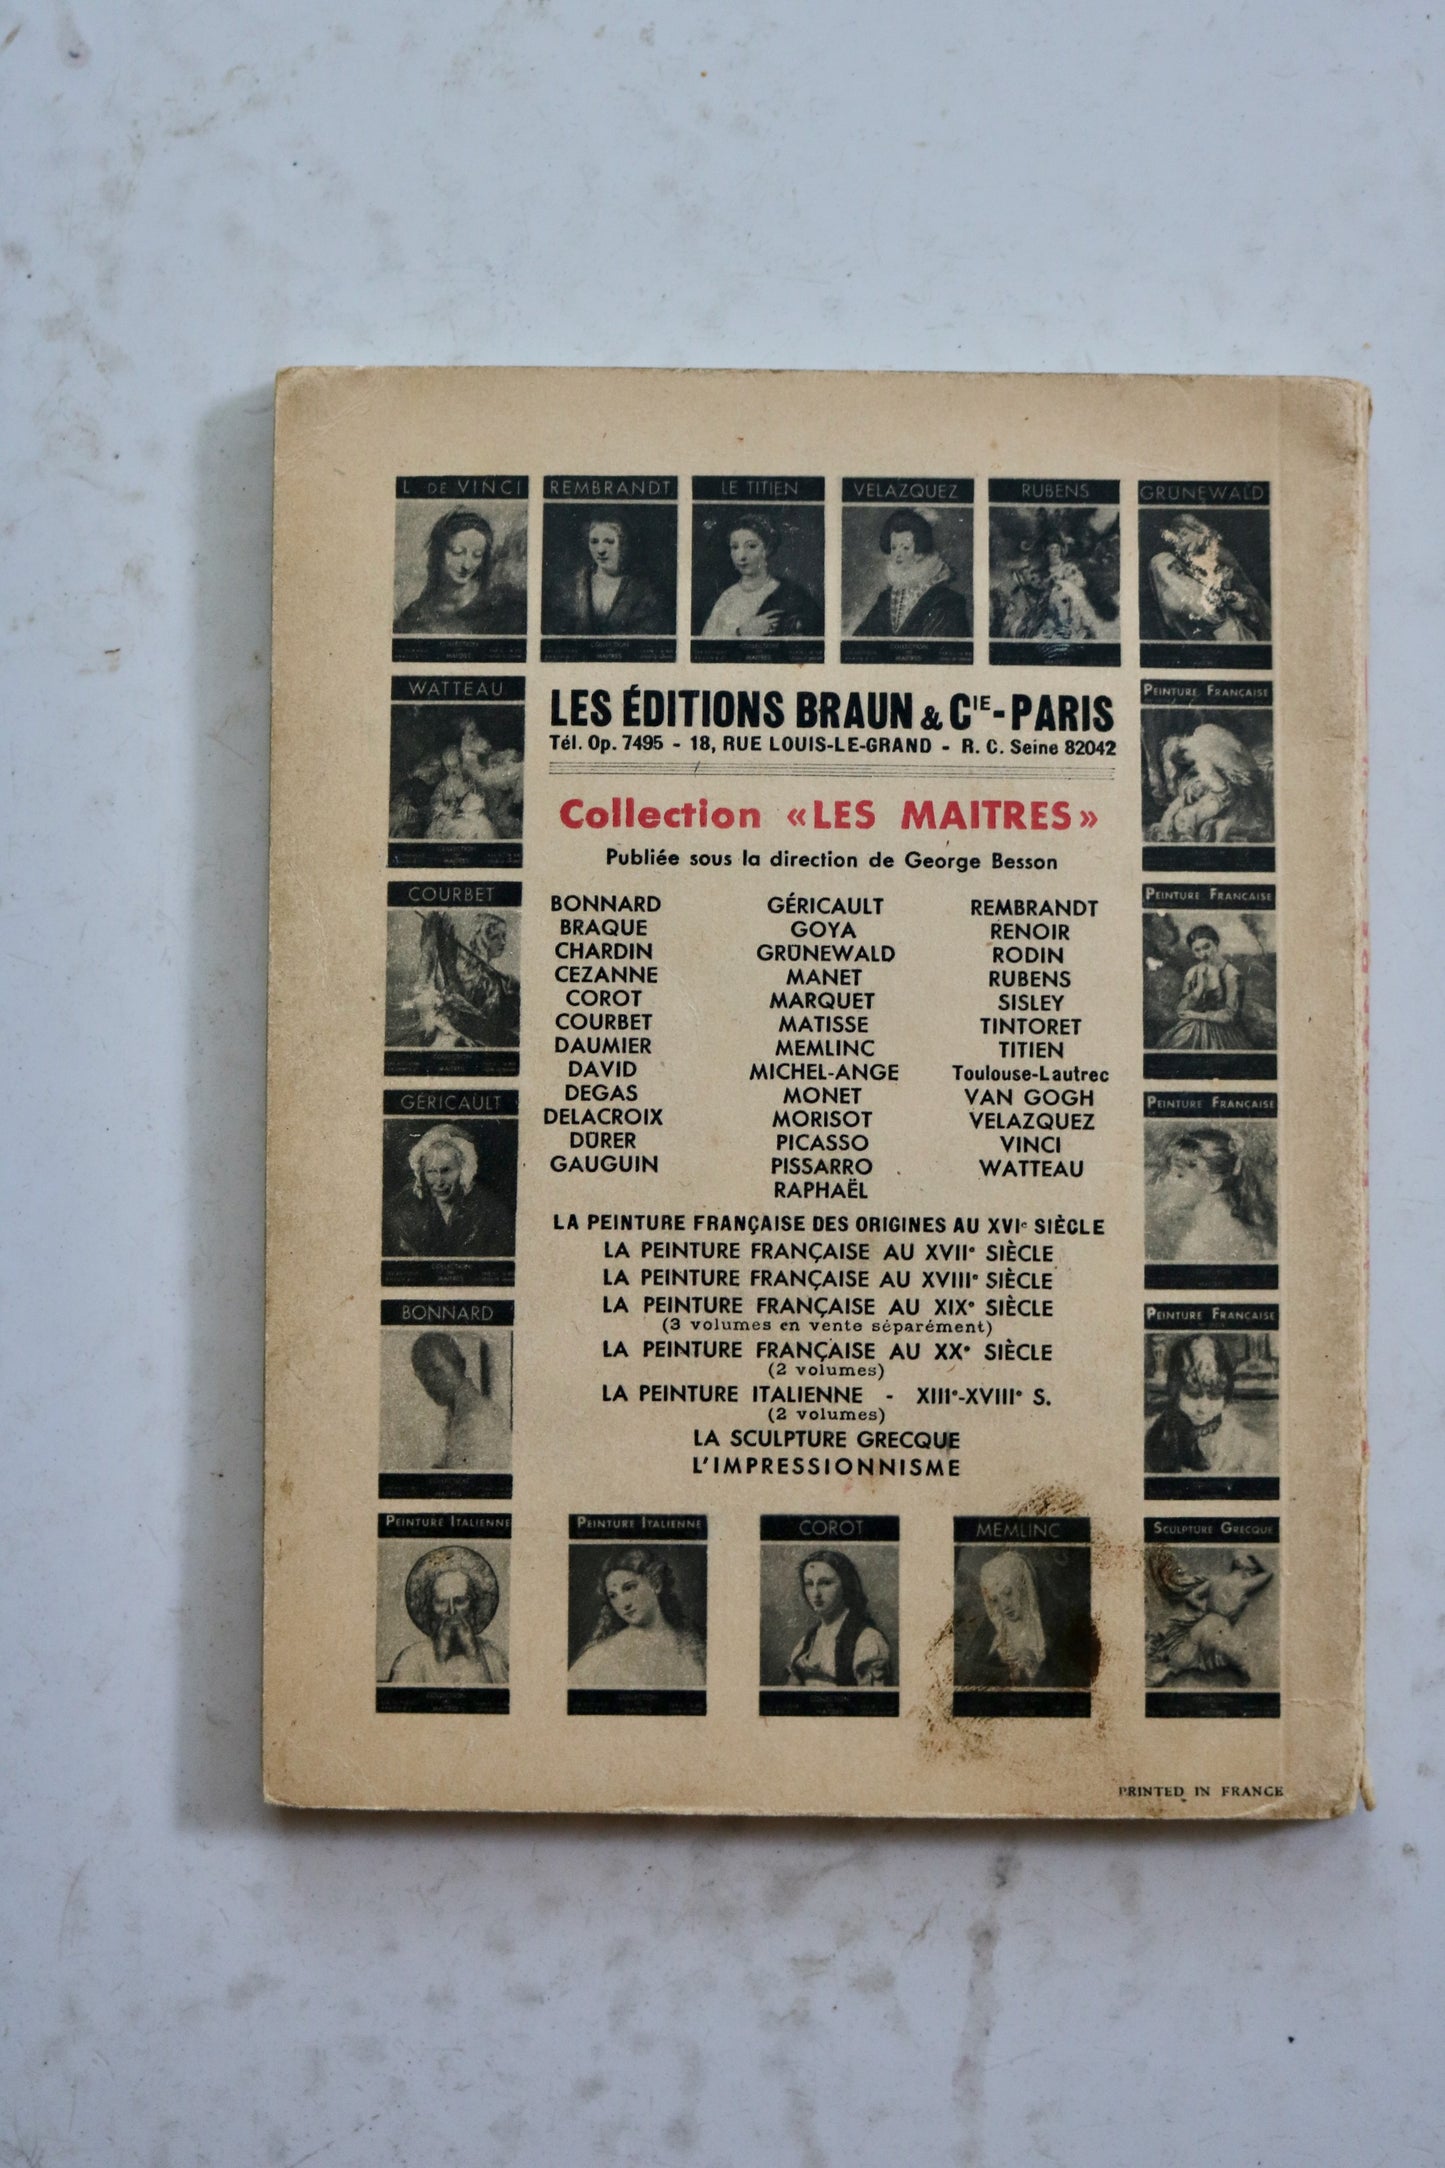 L. DE VINCI
REMBRANDT
LE TITIEN
VELAZQUEZ
RUBENS
GRÜNEWALD
WATTEAU
PEINTURE FRANÇAISE
LES ÉDITIONS BRAUN & CIE - PARIS
Tél. Op. 7495 - 18, RUE LOUIS-LE-GRAND - R. C. Seine 82042
Collection «LES MAITRES»
Publiée sous la direction de George Besson
COURBET
PEINTURE FRANÇAISE
BONNARD
BRAQUE
CHARDIN
CEZANNE
COROT
COURBET
DAUMIER
DAVID
DEGAS
DELACROIX
DÜRER
GAUGUIN
GÉRICAULT
GOYA
GRÜNEWALD
MANET
MARQUET
MATISSE
MEMLINC
MICHEL-ANGE
MONET
MORISOT
PICASSO
PISSARRO
RAPHAËL
REMBRANDT
RENOIR
RODIN
RUBENS
SISLEY
TINTORET
TITIEN
Toulouse-Lautrec
VAN GOGH
VELAZQUEZ
VINCI
WATTEAU
GÉRICAULT
PEINTURE FRANÇAISE
LA PEINTURE FRANÇAISE DES ORIGINES AU XVIe SIÈCLE
LA PEINTURE FRANÇAISE AU XVIIe SIÈCLE
LA PEINTURE FRANÇAISE AU XVIIIe SIÈCLE
LA PEINTURE FRANÇAISE AU XIXe SIÈCLE
(3 volumes en vente séparément)
LA PEINTURE FRANÇAISE AU XXe SIÈCLE
(2 volumes)
LA PEINTURE ITALIENNE - XIIIe-XVIIIe S.
(2 volumes)
LA SCULPTURE GRECQUE
L'IMPRESSIONNISME
BONNARD
PEINTURE FRANÇAISE
PEINTURE ITALIENNE
PEINTURE ITALIENNE
COROT
MEMLINC
SCULPTURE GRECQUE
PRINTED IN FRANCE